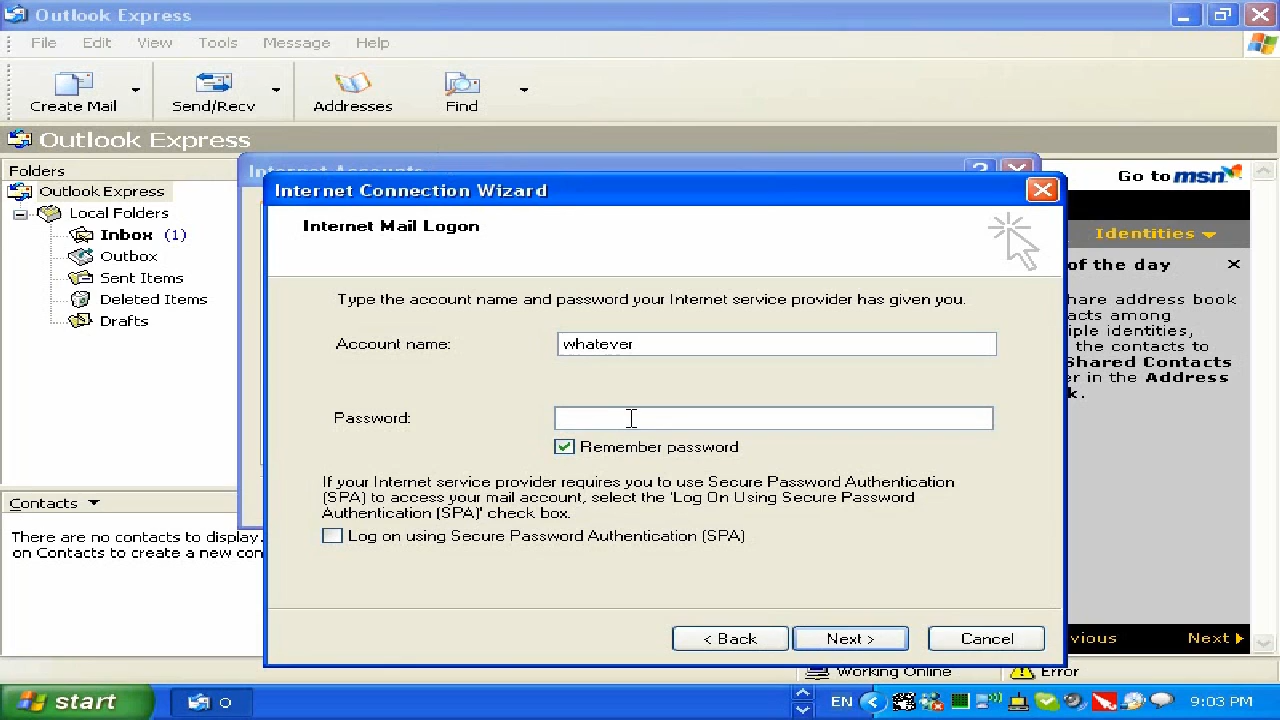 Outlook Express
File Edit View Tools Message Help
Create Mail Send/Recv Addresses Find
Outlook Express
Folders
Outlook Express
Local Folders
Inbox (1)
Outbox
Sent Items
Deleted Items
Drafts
Contacts
There are no contacts to display.
on Contacts to create a new con
Internet Accounts
Internet Connection Wizard
Internet Mail Logon
Type the account name and password your Internet service provider has given you.
Account name: whatever
Password:
Remember password
If your Internet service provider requires you to use Secure Password Authentication
(SPA) to access your mail account, select the 'Log On Using Secure Password
Authentication (SPA)' check box.
Log on using Secure Password Authentication (SPA)
< Back Next > Cancel
Go to msn
Identities
of the day
hare address book
acts among
iple identities,
the contacts to
Shared Contacts
er in the Address
k.
vious Next
Working Online Error
start O EN 9:03 PM